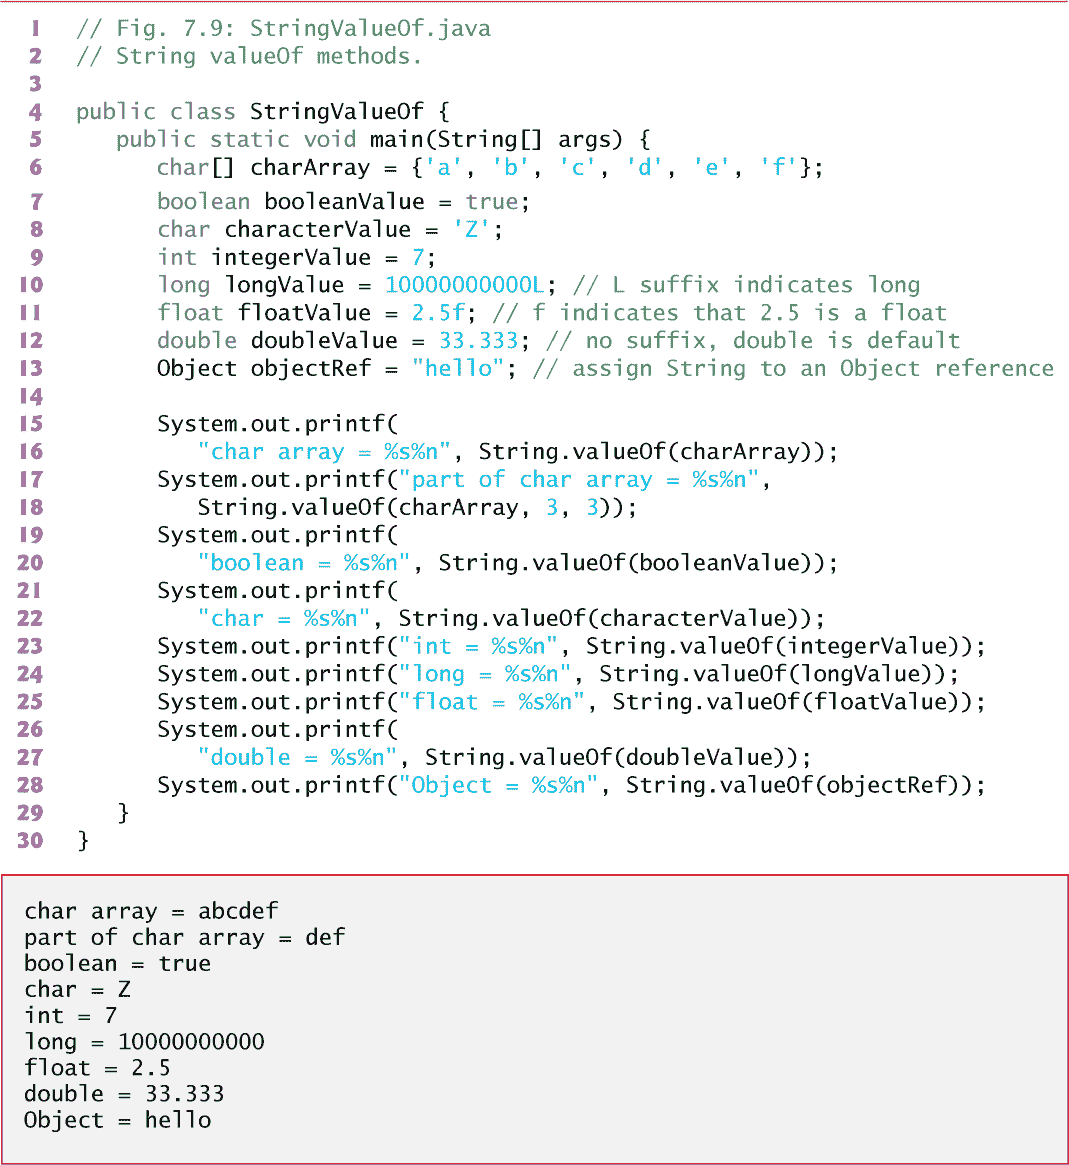 1 // Fig. 7.9: StringValueOf.java
2 // String valueOf methods.
3
4 public class StringValueOf {
5 public static void main(String[] args) {
6 char[] charArray = {'a', 'b', 'c', 'd', 'e', 'f'};
7 boolean booleanValue = true;
8 char characterValue = 'Z';
9 int integerValue = 7;
10 long longValue = 10000000000L; // L suffix indicates long
11 float floatValue = 2.5f; // f indicates that 2.5 is a float
12 double doubleValue = 33.333; // no suffix, double is default
13 Object objectRef = "hello"; // assign String to an Object reference
14
15 System.out.printf(
16 "char array = %s%n", String.valueOf(charArray));
17 System.out.printf("part of char array = %s%n",
18 String.valueOf(charArray, 3, 3));
19 System.out.printf(
20 "boolean = %s%n", String.valueOf(booleanValue));
21 System.out.printf(
22 "char = %s%n", String.valueOf(characterValue));
23 System.out.printf("int = %s%n", String.valueOf(integerValue));
24 System.out.printf("long = %s%n", String.valueOf(longValue));
25 System.out.printf("float = %s%n", String.valueOf(floatValue));
26 System.out.printf(
27 "double = %s%n", String.valueOf(doubleValue));
28 System.out.printf("Object = %s%n", String.valueOf(objectRef));
29 }
30 }
char array = abcdef
part of char array = def
boolean = true
char = Z
int = 7
long = 10000000000
float = 2.5
double = 33.333
Object = hello